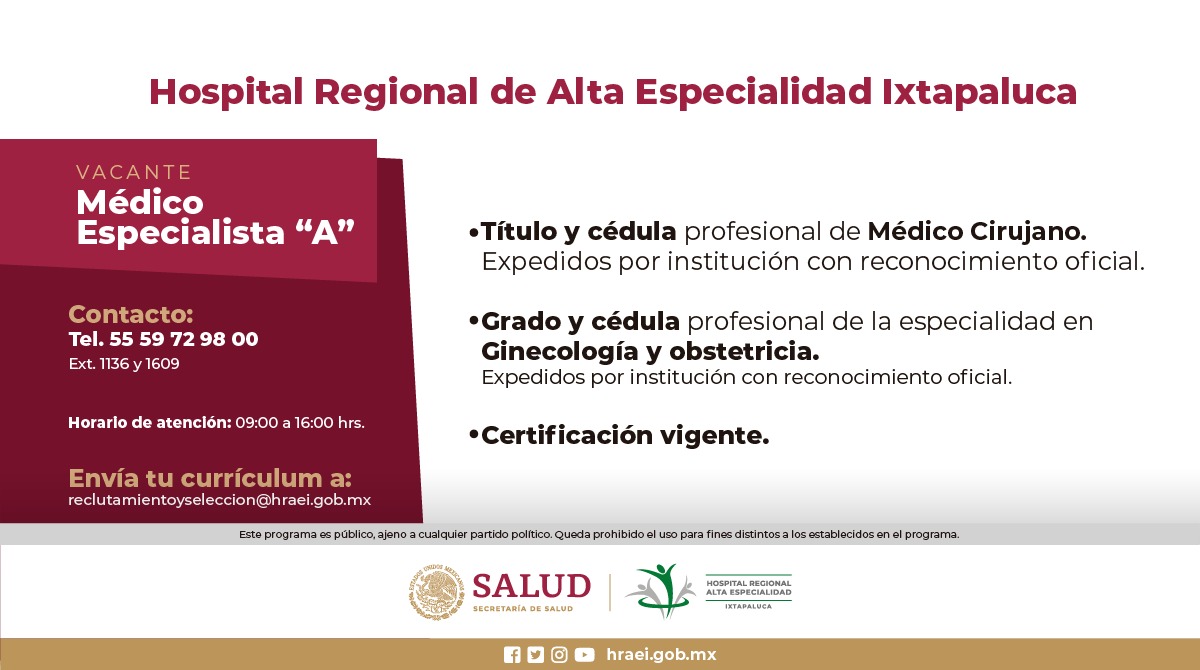 Hospital Regional de Alta Especialidad Ixtapaluca
VACANTE
Médico
Especialista “A”
Contacto:
Tel. 55 59 72 98 00
Ext. 1136 y 1609
Horario de atención: 09:00 a 16:00 hrs.
Envía tu currículum a:
reclutamientoyseleccion@hraei.gob.mx
•Título y cédula profesional de Médico Cirujano.
Expedidos por institución con reconocimiento oficial.
•Grado y cédula profesional de la especialidad en
Ginecología y obstetricia.
Expedidos por institución con reconocimiento oficial.
•Certificación vigente.
Este programa es público, ajeno a cualquier partido político. Queda prohibido el uso para fines distintos a los establecidos en el programa.
ESTADOS UNIDOS MEXICANOS
SALUD
SECRETARÍA DE SALUD
HOSPITAL REGIONAL
ALTA ESPECIALIDAD
IXTAPALUCA
hraei.gob.mx